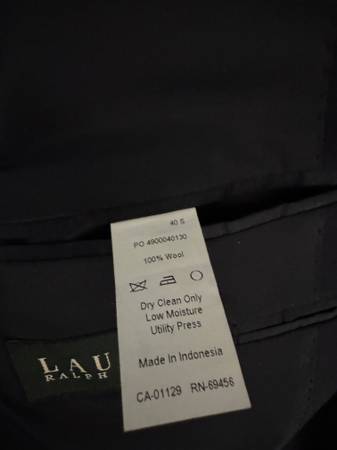 40 S
PO 4900040130
100% Wool
Dry Clean Only
Low Moisture
Utility Press
Made in Indonesia
CA-01129 RN-69456
LAU
RALPH